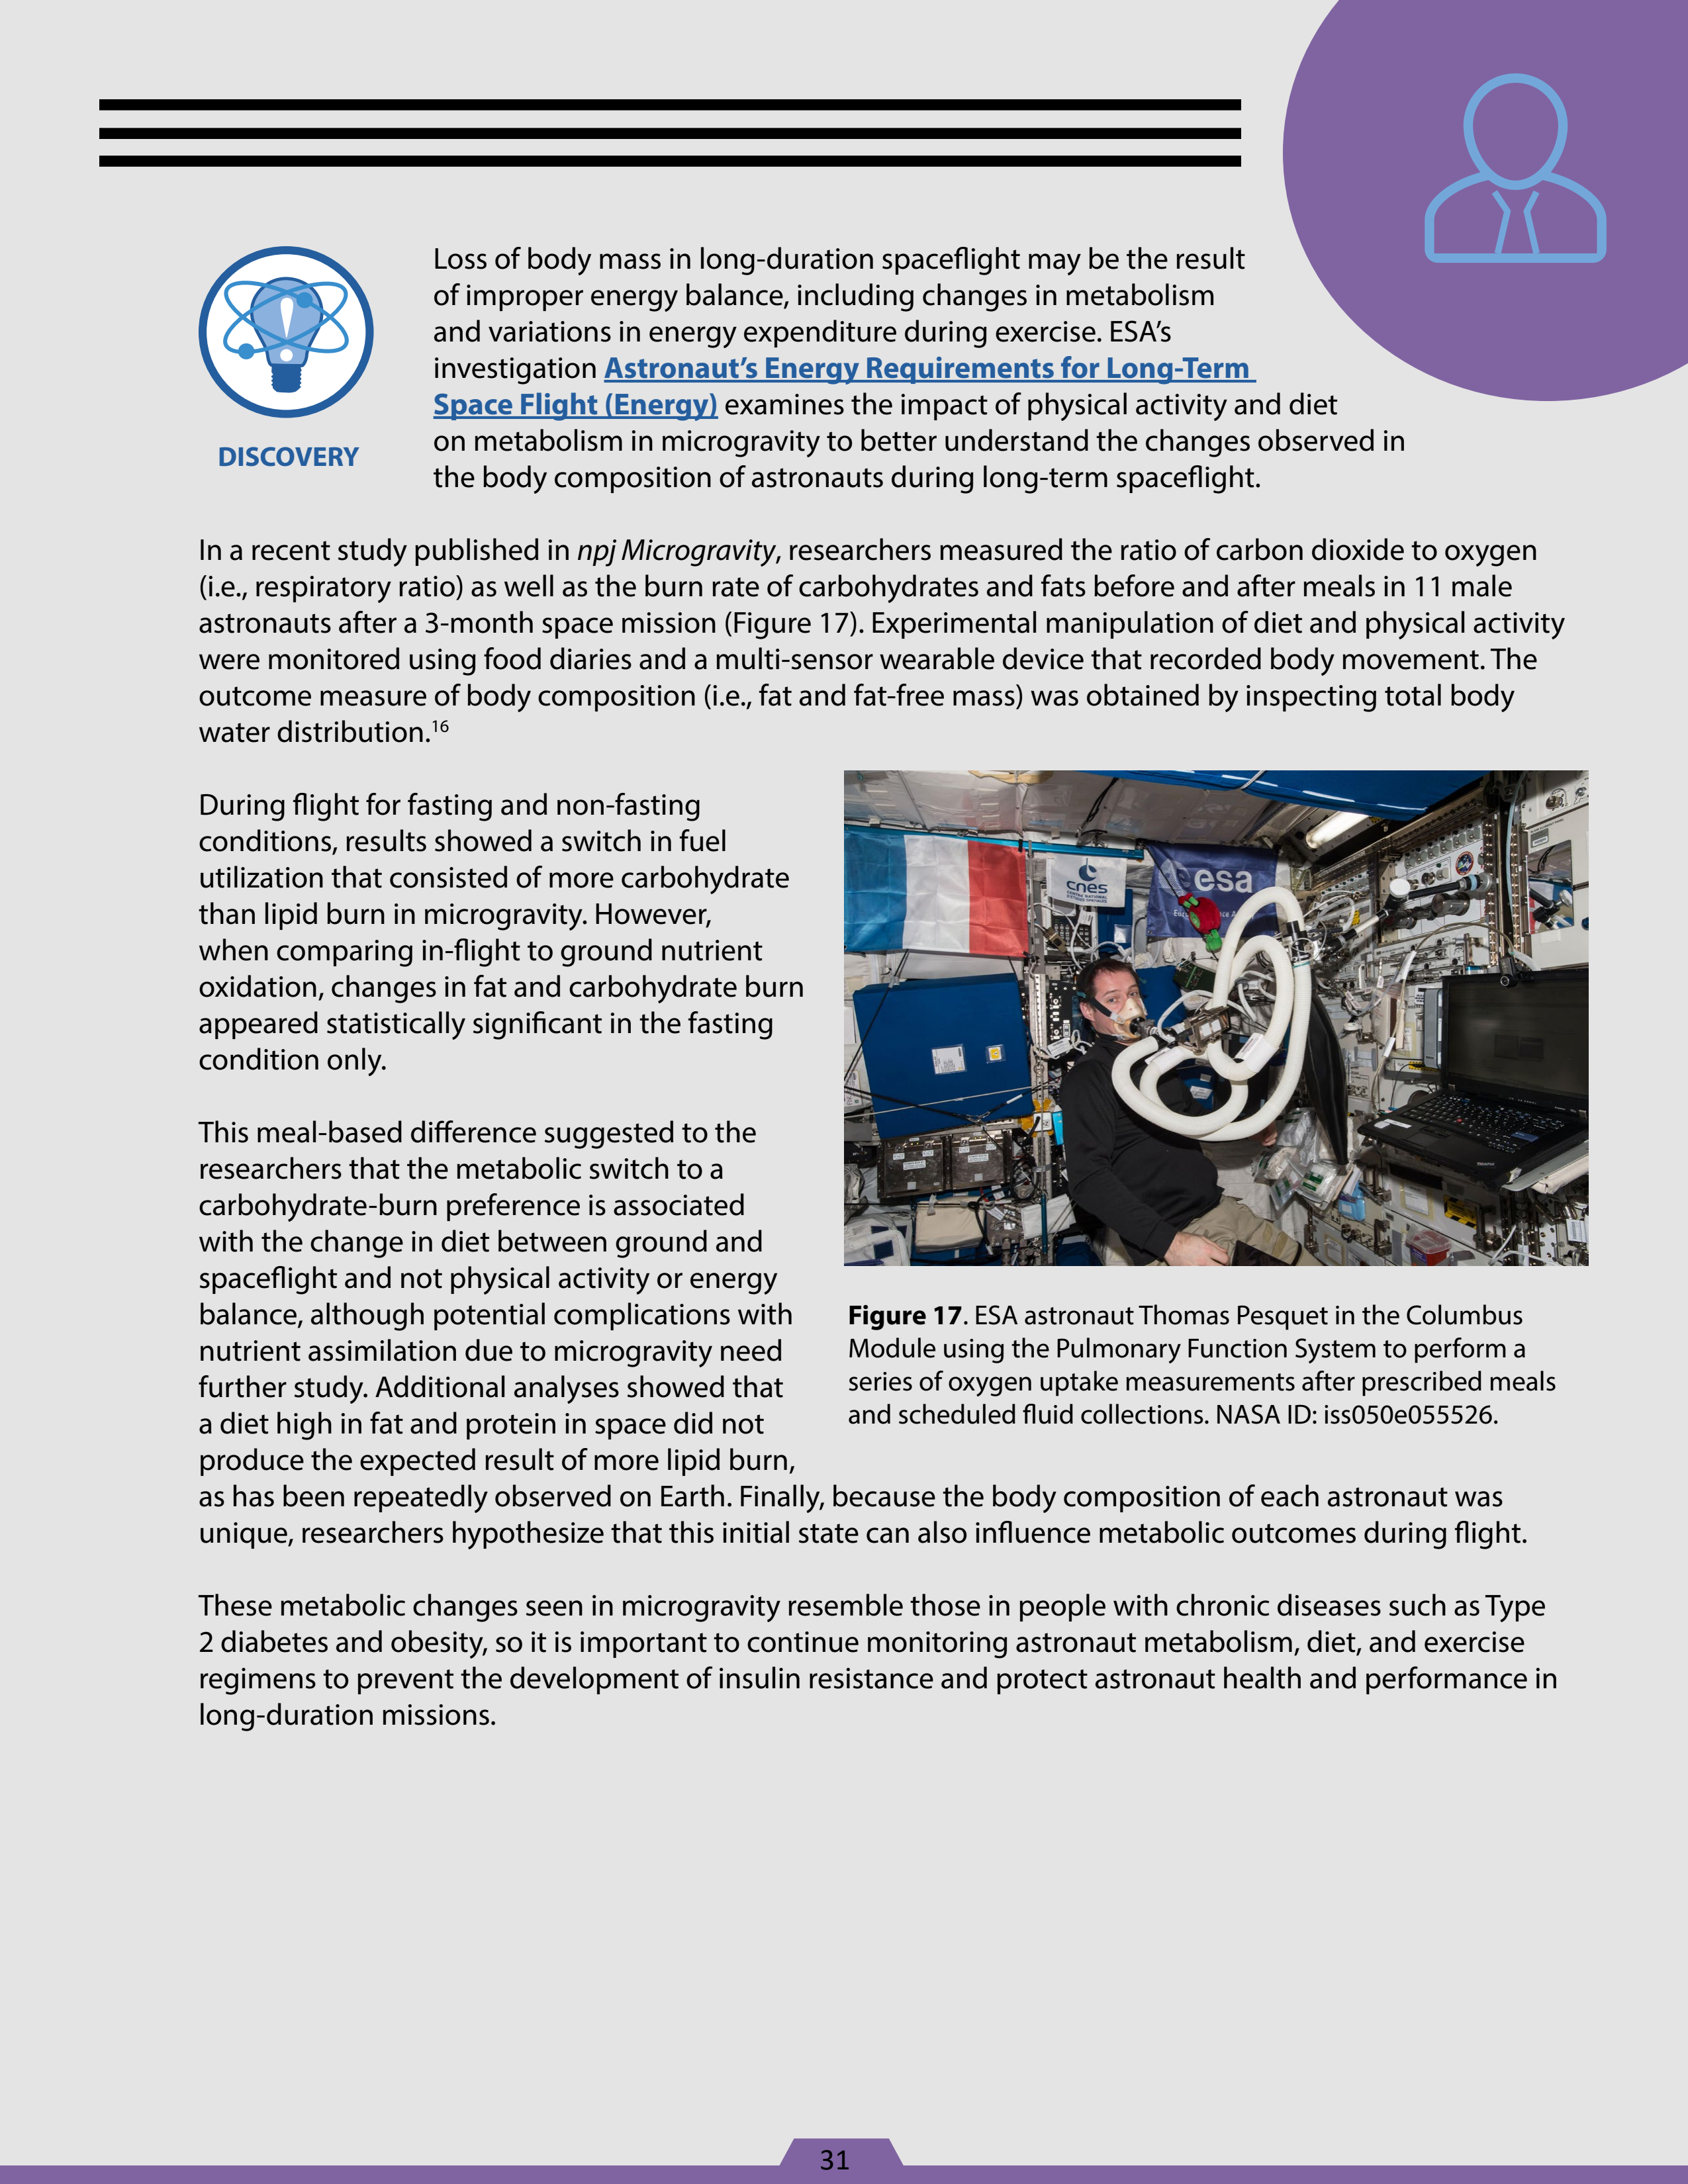 Loss of body mass in long-duration spaceflight may be the result
of improper energy balance, including changes in metabolism
and variations in energy expenditure during exercise. ESA’s
investigation Astronaut’s Energy Requirements for Long-Term
Space Flight (Energy) examines the impact of physical activity and diet
on metabolism in microgravity to better understand the changes observed in
the body composition of astronauts during long-term spaceflight.
DISCOVERY
In a recent study published in npj Microgravity, researchers measured the ratio of carbon dioxide to oxygen
(i.e., respiratory ratio) as well as the burn rate of carbohydrates and fats before and after meals in 11 male
astronauts after a 3-month space mission (Figure 17). Experimental manipulation of diet and physical activity
were monitored using food diaries and a multi-sensor wearable device that recorded body movement. The
outcome measure of body composition (i.e., fat and fat-free mass) was obtained by inspecting total body
water distribution.16
During flight for fasting and non-fasting
conditions, results showed a switch in fuel
utilization that consisted of more carbohydrate
than lipid burn in microgravity. However,
when comparing in-flight to ground nutrient
oxidation, changes in fat and carbohydrate burn
appeared statistically significant in the fasting
condition only.
This meal-based difference suggested to the
researchers that the metabolic switch to a
carbohydrate-burn preference is associated
with the change in diet between ground and
spaceflight and not physical activity or energy
balance, although potential complications with
nutrient assimilation due to microgravity need
further study. Additional analyses showed that
a diet high in fat and protein in space did not
produce the expected result of more lipid burn,
as has been repeatedly observed on Earth. Finally, because the body composition of each astronaut was
unique, researchers hypothesize that this initial state can also influence metabolic outcomes during flight.
cnes
esa
Figure 17. ESA astronaut Thomas Pesquet in the Columbus
Module using the Pulmonary Function System to perform a
series of oxygen uptake measurements after prescribed meals
and scheduled fluid collections. NASA ID: iss050e055526.
These metabolic changes seen in microgravity resemble those in people with chronic diseases such as Type
2 diabetes and obesity, so it is important to continue monitoring astronaut metabolism, diet, and exercise
regimens to prevent the development of insulin resistance and protect astronaut health and performance in
long-duration missions.
31